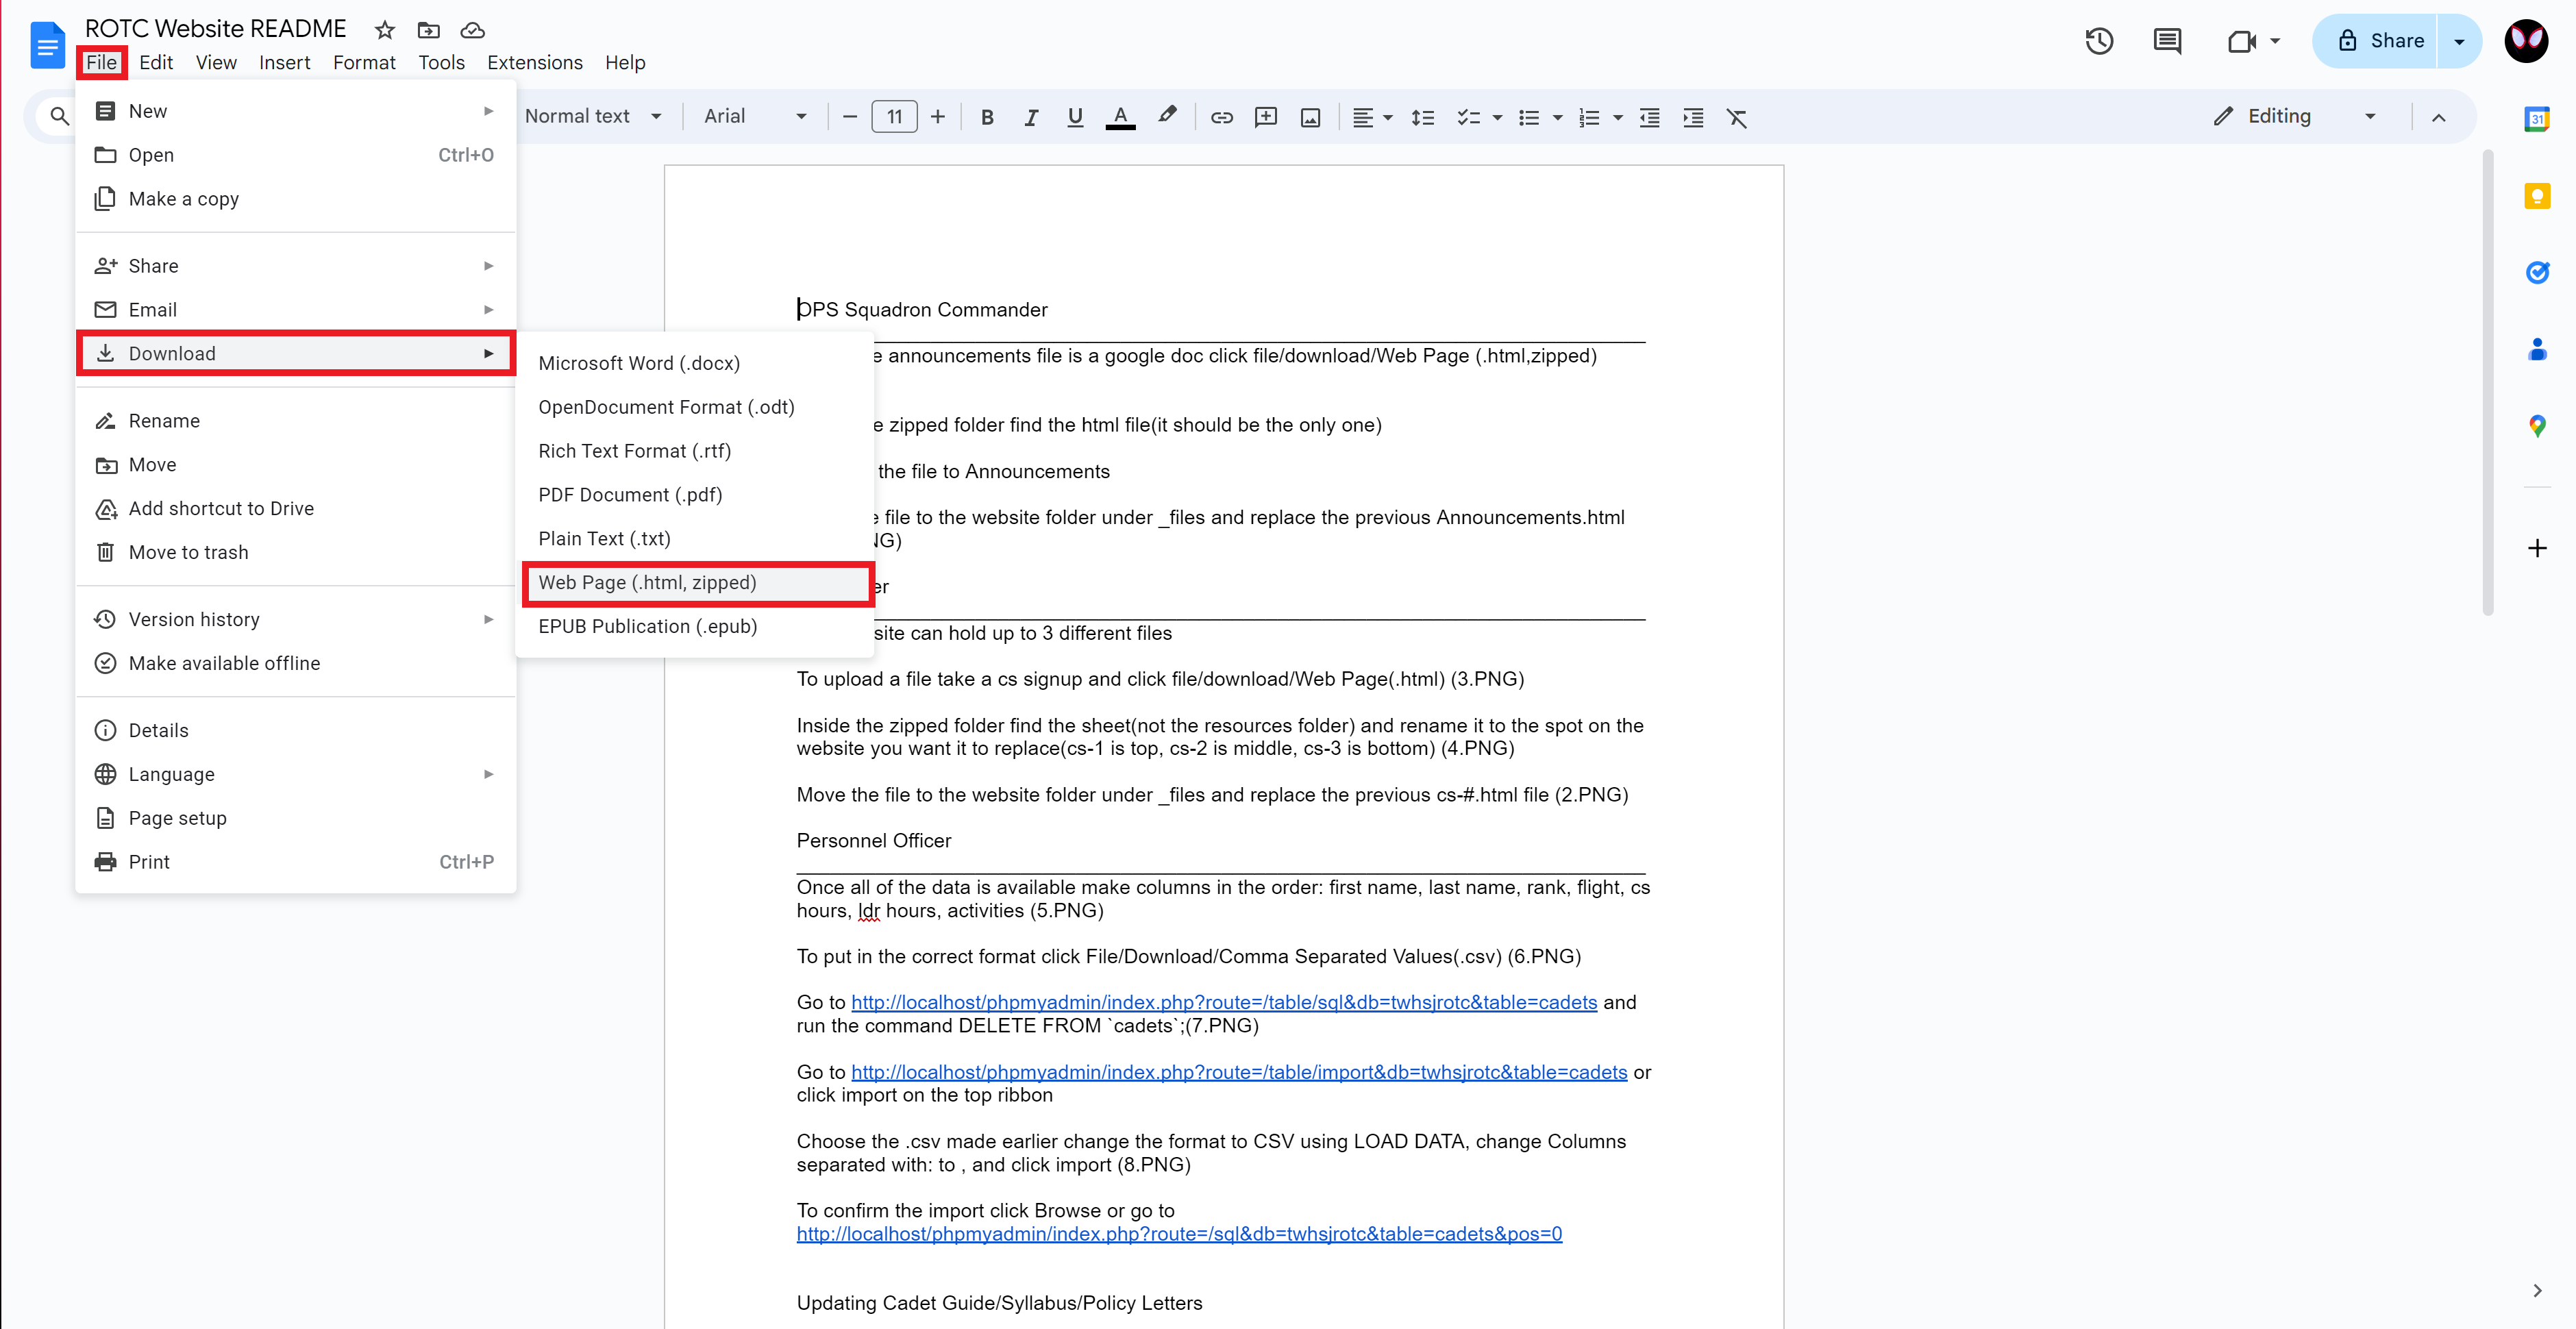 ROTC Website README
File Edit View Insert Format Tools Extensions Help
Share
Normal text Arial 11 Editing
31
New
Open Ctrl+O
Make a copy
Share
Email
Download
Rename
Move
Add shortcut to Drive
Move to trash
Version history
Make available offline
Details
Language
Page setup
Print Ctrl+P
Microsoft Word (.docx)
OpenDocument Format (.odt)
Rich Text Format (.rtf)
PDF Document (.pdf)
Plain Text (.txt)
Web Page (.html, zipped)
EPUB Publication (.epub)
OPS Squadron Commander
announcements file is a google doc click file/download/Web Page (.html,zipped)
zipped folder find the html file(it should be the only one)
the file to Announcements
file to the website folder under _files and replace the previous Announcements.html
site can hold up to 3 different files
To upload a file take a cs signup and click file/download/Web Page(.html) (3.PNG)
Inside the zipped folder find the sheet(not the resources folder) and rename it to the spot on the
website you want it to replace(cs-1 is top, cs-2 is middle, cs-3 is bottom) (4.PNG)
Move the file to the website folder under _files and replace the previous cs-#.html file (2.PNG)
Personnel Officer
Once all of the data is available make columns in the order: first name, last name, rank, flight, cs
hours, ldr hours, activities (5.PNG)
To put in the correct format click File/Download/Comma Separated Values(.csv) (6.PNG)
Go to http://localhost/phpmyadmin/index.php?route=/table/sql&db=twhsjrotc&table=cadets and
run the command DELETE FROM `cadets`;(7.PNG)
Go to http://localhost/phpmyadmin/index.php?route=/table/import&db=twhsjrotc&table=cadets or
click import on the top ribbon
Choose the .csv made earlier change the format to CSV using LOAD DATA, change Columns
separated with: to , and click import (8.PNG)
To confirm the import click Browse or go to
http://localhost/phpmyadmin/index.php?route=/sql&db=twhsjrotc&table=cadets&pos=0
Updating Cadet Guide/Syllabus/Policy Letters